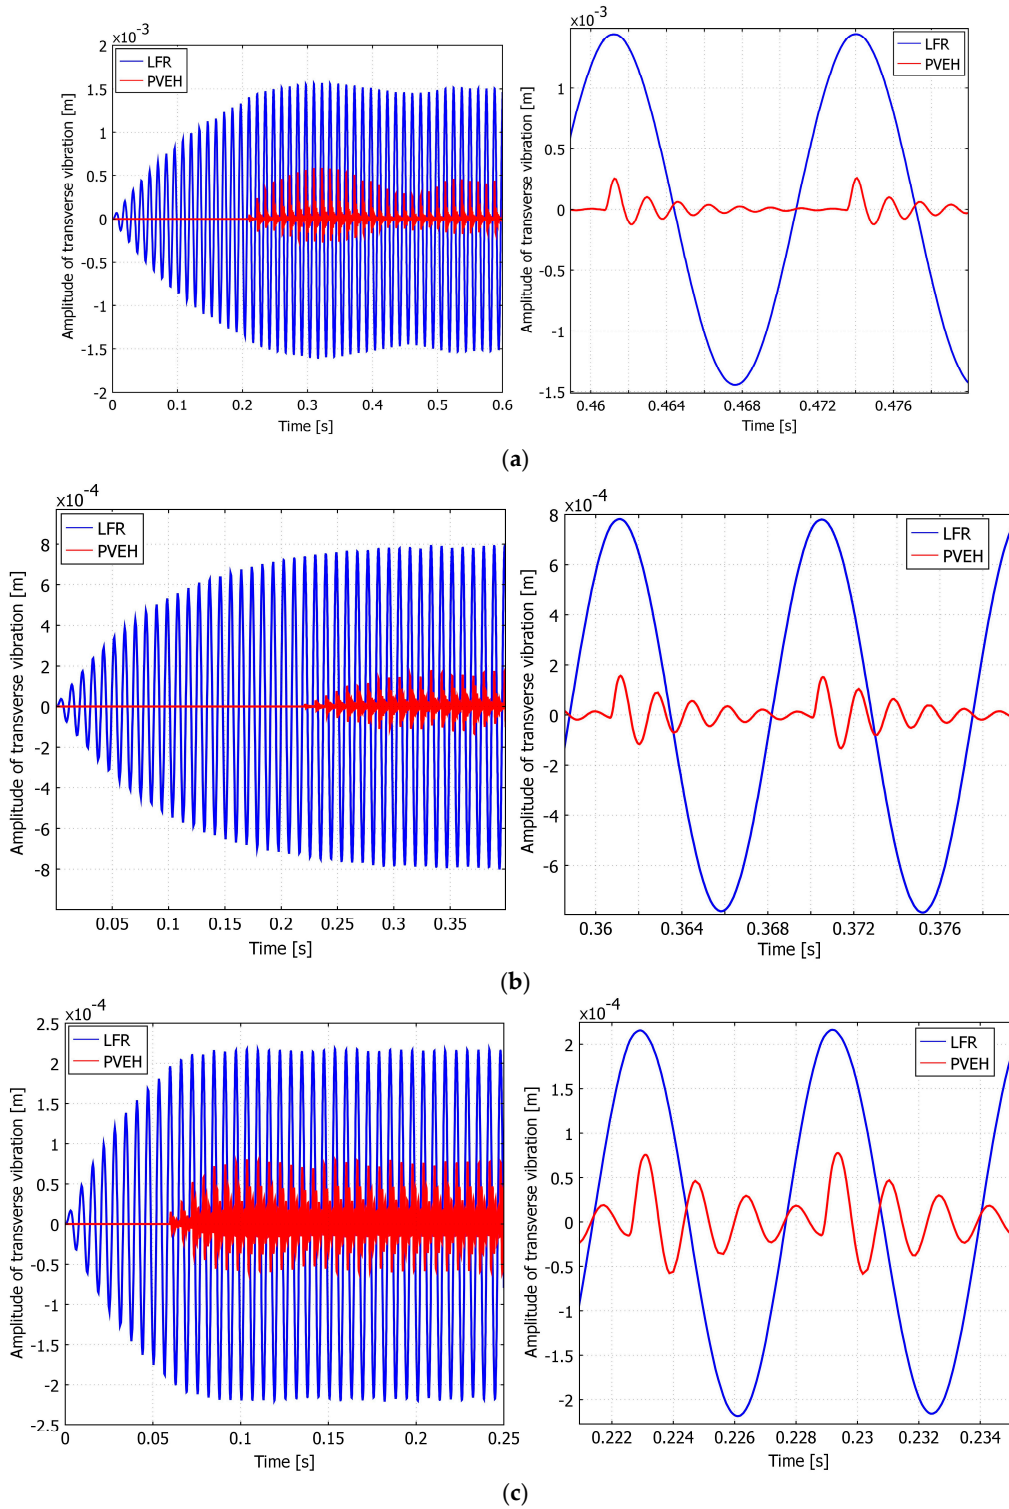 x10-3
2
1.5
1
0.5
0
-0.5
-1
-1.5
-2
LFR
PVEH
Amplitude of transverse vibration [m]
0 0.1 0.2 0.3 0.4 0.5 0.6
Time [s]
x10-3
1
0.5
0
-0.5
-1
-1.5
LFR
PVEH
Amplitude of transverse vibration [m]
0.46 0.464 0.468 0.472 0.476
Time [s]
(a)
x10-4
8
6
4
2
0
-2
-4
-6
-8
LFR
PVEH
Amplitude of transverse vibration [m]
0.05 0.1 0.15 0.2 0.25 0.3 0.35
Time [s]
x10-4
8
6
4
2
0
-2
-4
-6
LFR
PVEH
Amplitude of transverse vibration [m]
0.36 0.364 0.368 0.372 0.376
Time [s]
(b)
x10-4
2.5
2
1.5
1
0.5
0
-0.5
-1
-1.5
-2
-2.5
LFR
PVEH
Amplitude of transverse vibration [m]
0 0.05 0.1 0.15 0.2 0.25
Time [s]
x10-4
2
1.5
1
0.5
0
-0.5
-1
-1.5
-2
LFR
PVEH
Amplitude of transverse vibration [m]
0.222 0.224 0.226 0.228 0.23 0.232 0.234
Time [s]
(c)